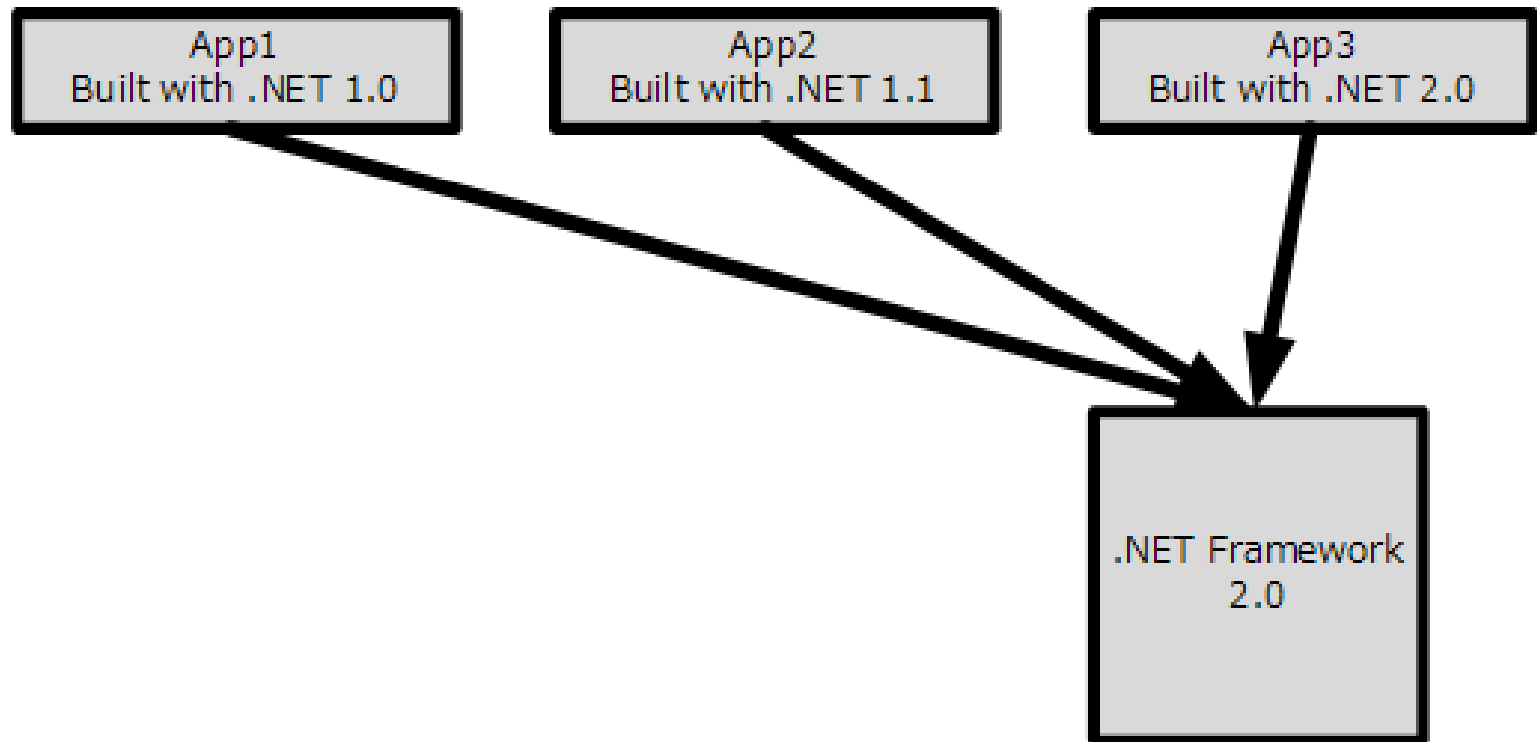 App1
Built with .NET 1.0
App2
Built with .NET 1.1
App3
Built with .NET 2.0
.NET Framework
2.0